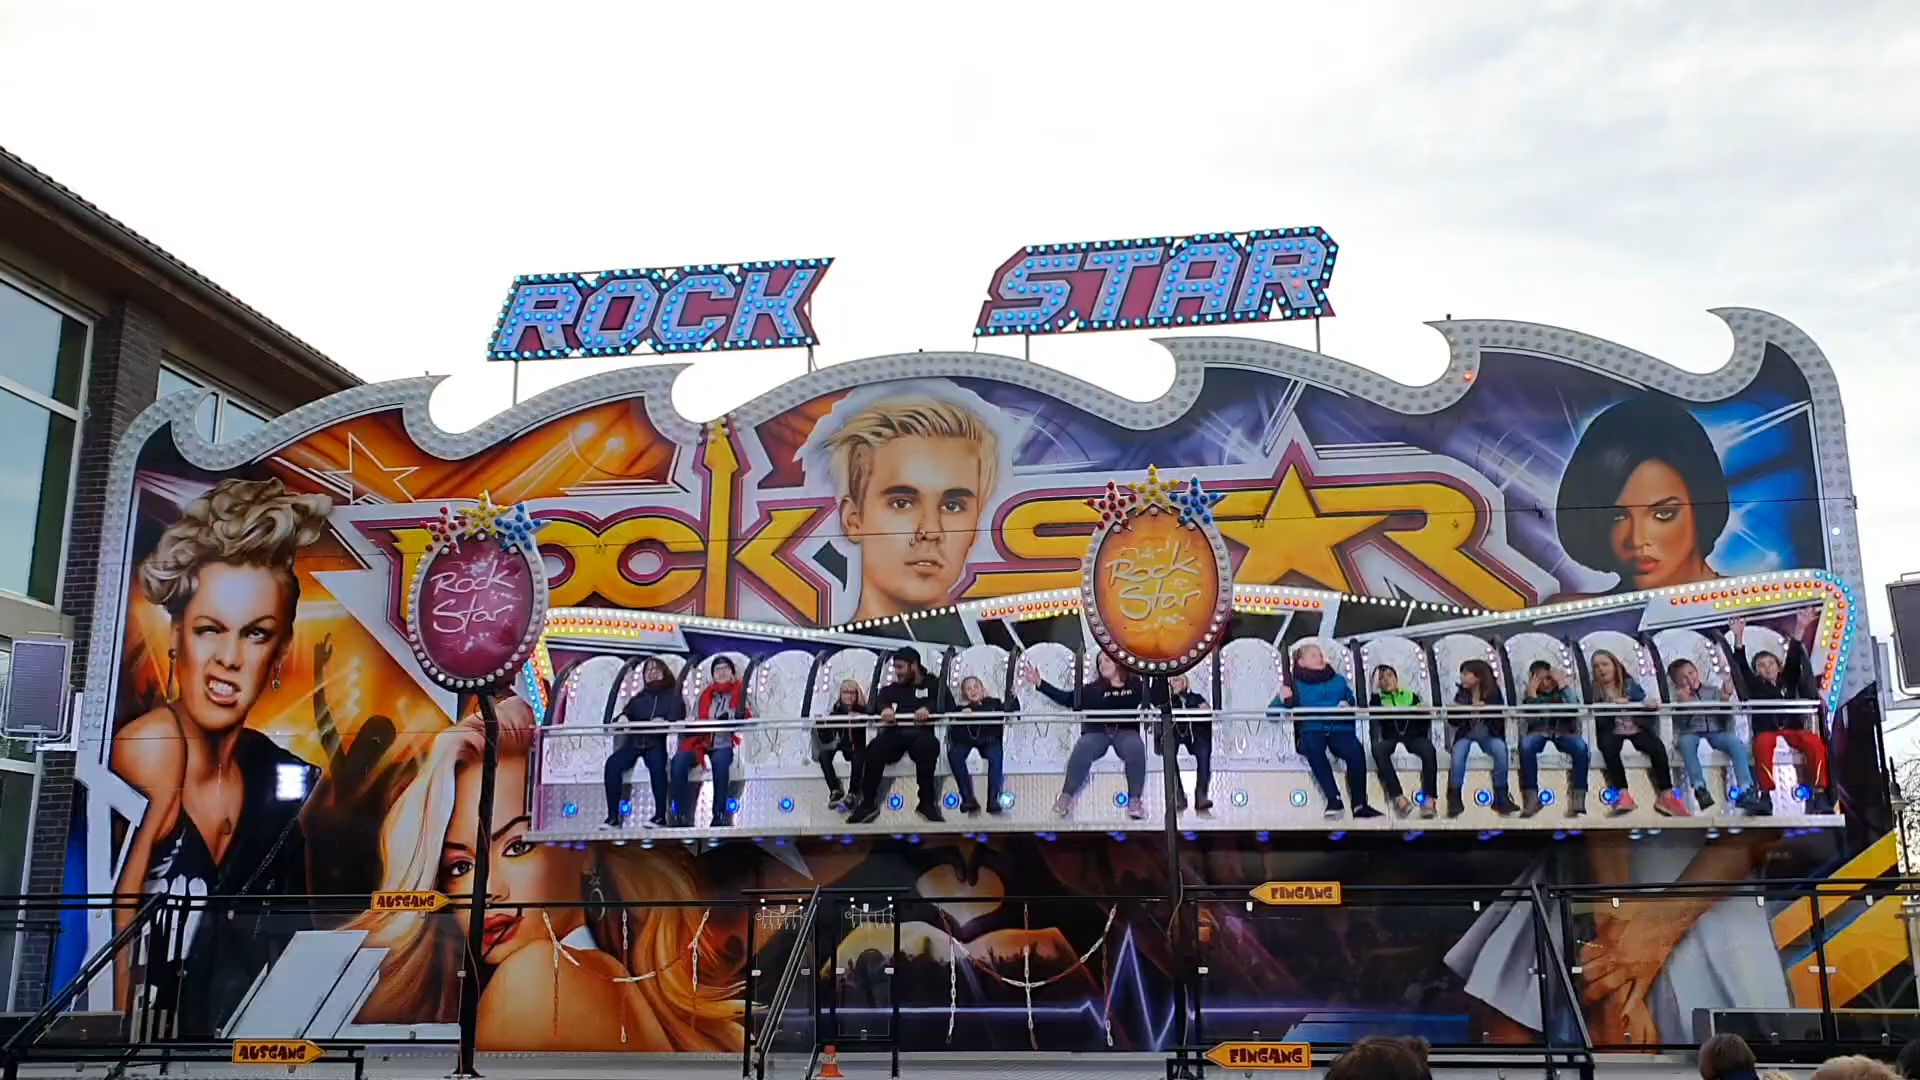 ROCK STAR
ROCK STAR
Rock
Star
Rock
Star
AUSGANG
EINGANG
AUSGANG
EINGANG